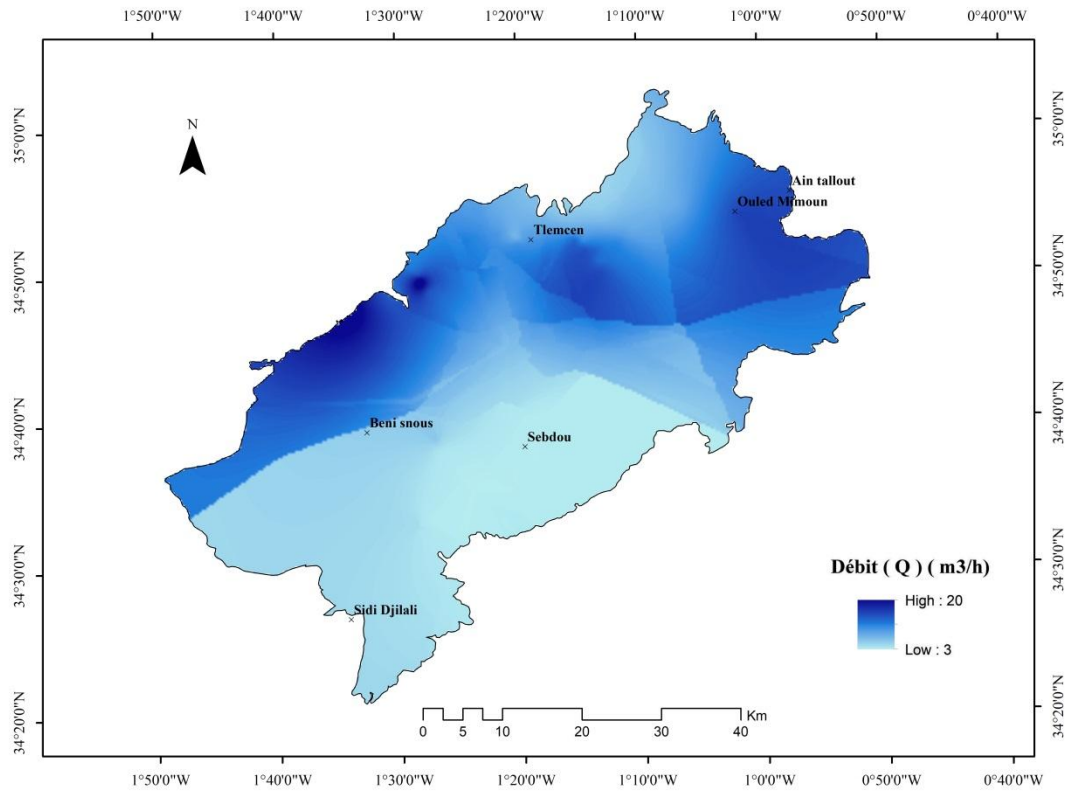 1°50'0"W 1°40'0"W 1°30'0"W 1°20'0"W 1°10'0"W 1°0'0"W 0°50'0"W 0°40'0"W
35°0'0"N
35°0'0"N
N
Ain tallout
Ouled Mimoun
Tlemcen
34°50'0"N
34°50'0"N
34°40'0"N
34°40'0"N
Beni snous
Sebdou
34°30'0"N
34°30'0"N
Débit ( Q ) ( m3/h)
High : 20
Low : 3
Sidi Djilali
34°20'0"N
34°20'0"N
Km
0 5 10 20 30 40
1°50'0"W 1°40'0"W 1°30'0"W 1°20'0"W 1°10'0"W 1°0'0"W 0°50'0"W 0°40'0"W